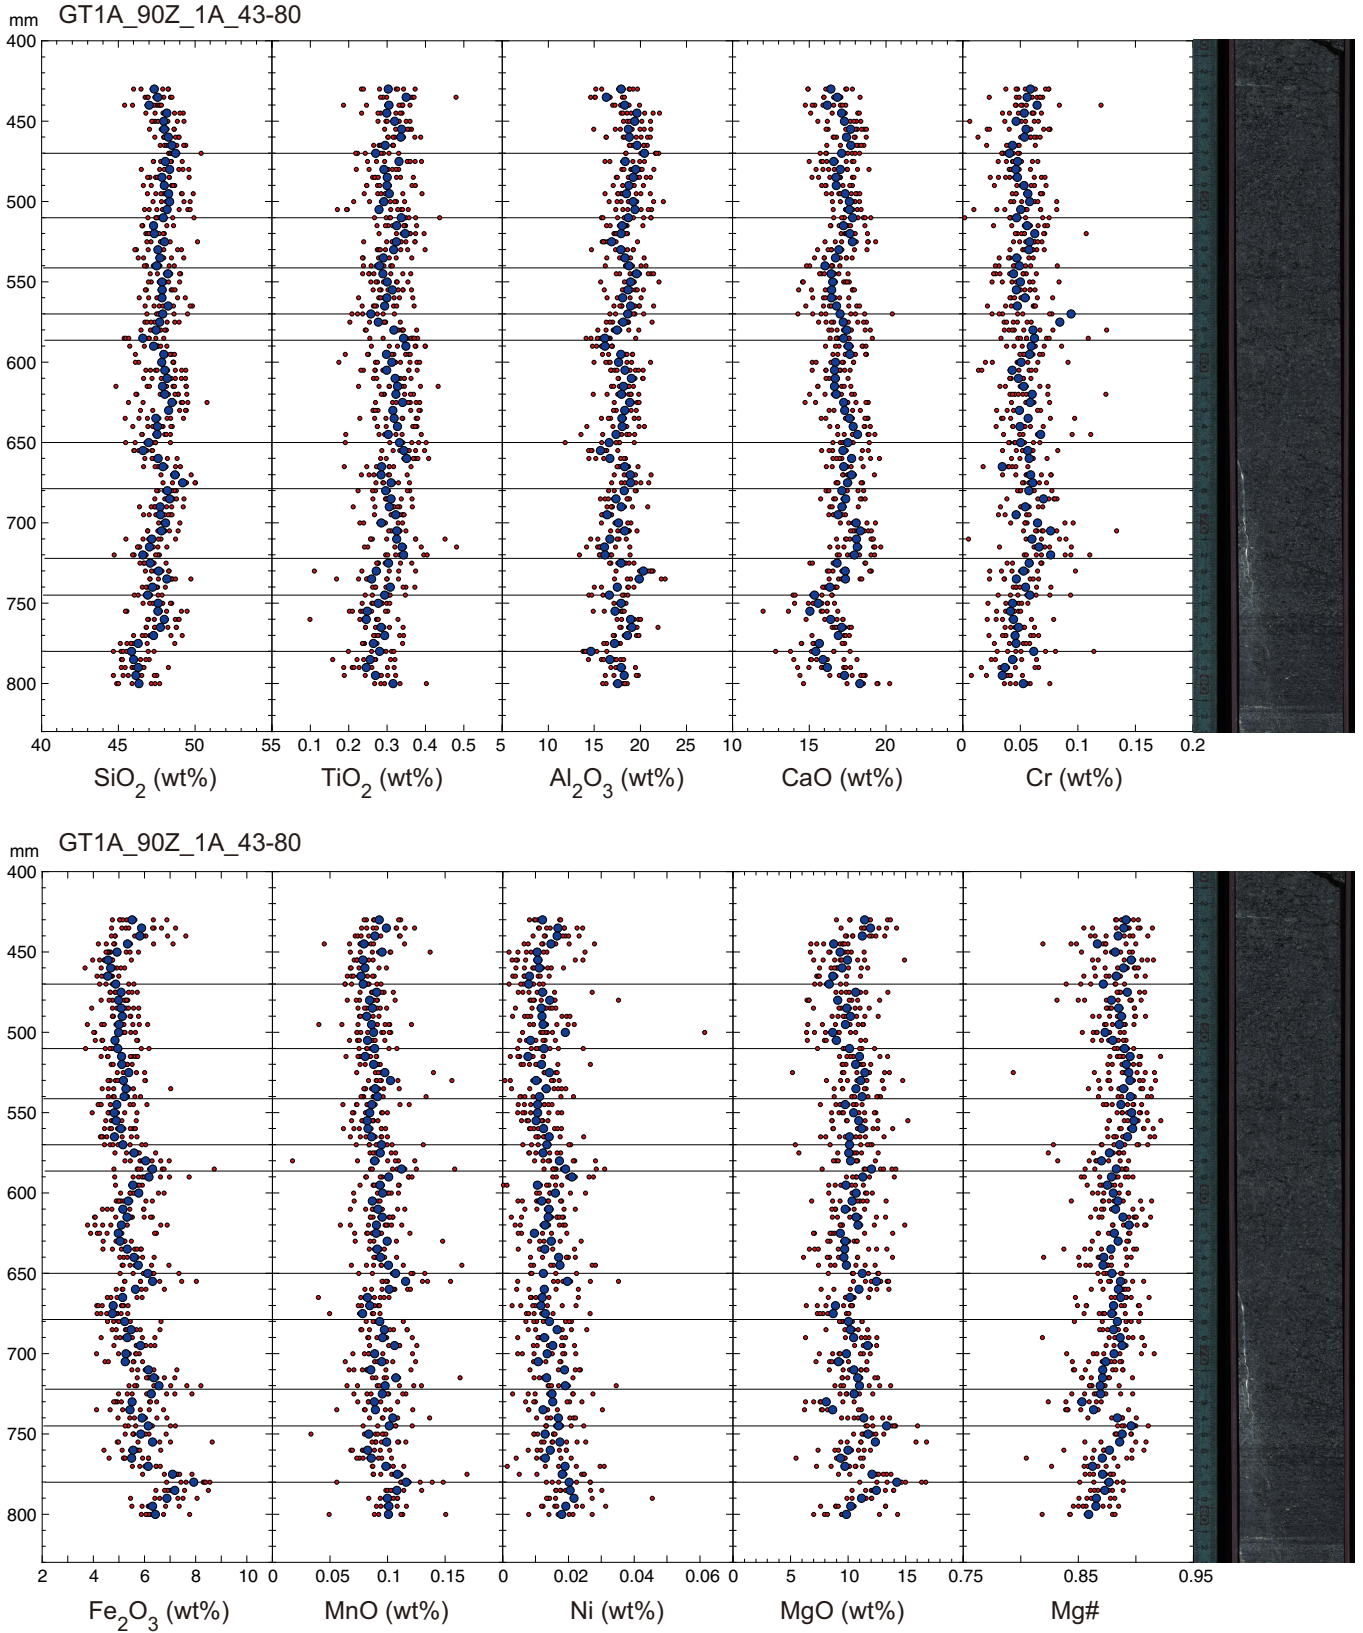 GT1A_90Z_1A_43-80
mm
400
450
500
550
600
650
700
750
800
40 45 50 55 0.1 0.2 0.3 0.4 0.5 5 10 15 20 25 10 15 20 0 0.05 0.1 0.15 0.2
SiO2 (wt%) TiO2 (wt%) Al2O3 (wt%) CaO (wt%) Cr (wt%)
GT1A_90Z_1A_43-80
mm
400
450
500
550
600
650
700
750
800
2 4 6 8 10 0 0.05 0.1 0.15 0 0.02 0.04 0.06 0 5 10 15 0.75 0.85 0.95
Fe2O3 (wt%) MnO (wt%) Ni (wt%) MgO (wt%) Mg#